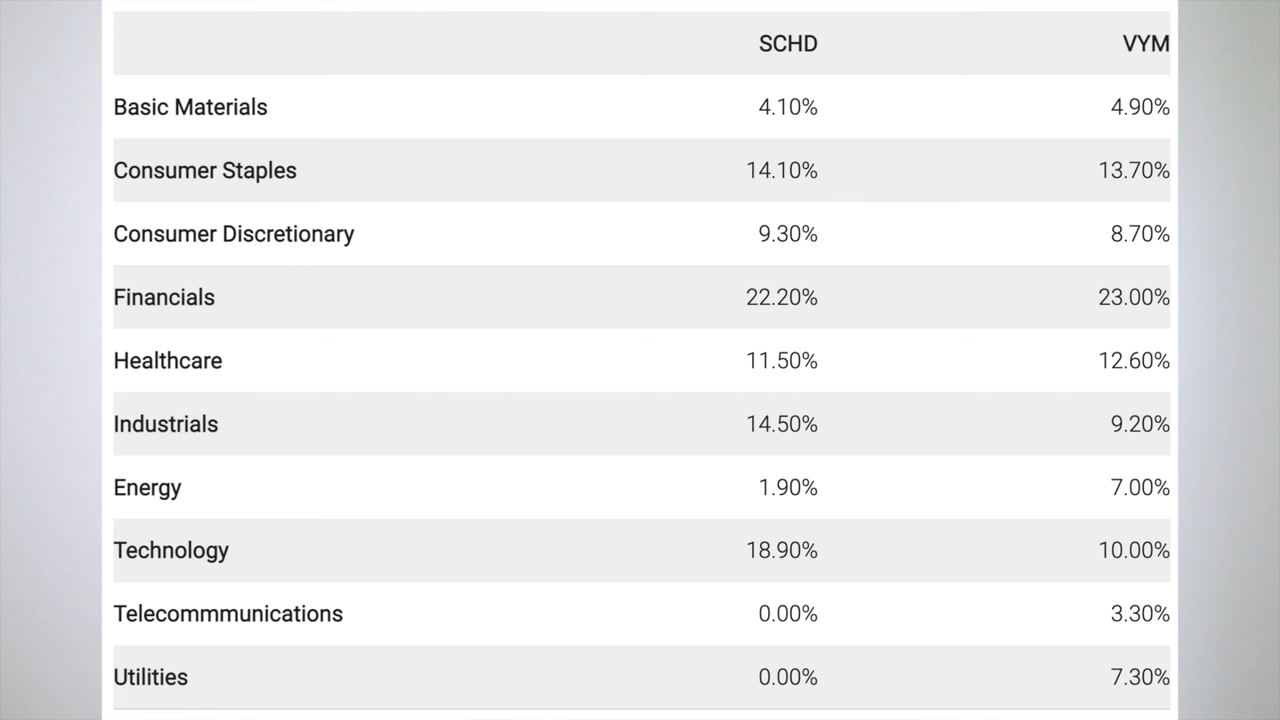 SCHD VYM
Basic Materials 4.10% 4.90%
Consumer Staples 14.10% 13.70%
Consumer Discretionary 9.30% 8.70%
Financials 22.20% 23.00%
Healthcare 11.50% 12.60%
Industrials 14.50% 9.20%
Energy 1.90% 7.00%
Technology 18.90% 10.00%
Telecommmunications 0.00% 3.30%
Utilities 0.00% 7.30%